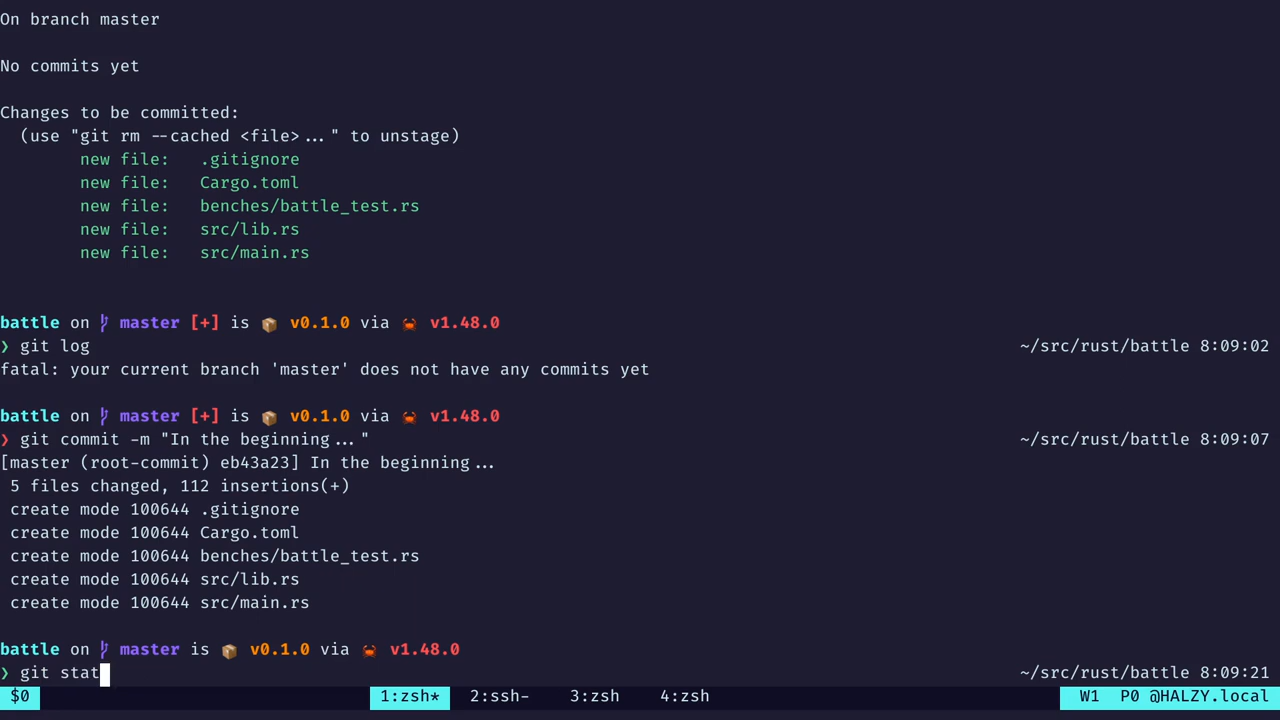 On branch master
No commits yet
Changes to be committed:
(use "git rm --cached <file>..." to unstage)
new file: .gitignore
new file: Cargo.toml
new file: benches/battle_test.rs
new file: src/lib.rs
new file: src/main.rs
battle on master [+] is v0.1.0 via v1.48.0
❯ git log ~/src/rust/battle 8:09:02
fatal: your current branch 'master' does not have any commits yet
battle on master [+] is v0.1.0 via v1.48.0
❯ git commit -m "In the beginning..." ~/src/rust/battle 8:09:07
[master (root-commit) eb43a23] In the beginning...
5 files changed, 112 insertions(+)
create mode 100644 .gitignore
create mode 100644 Cargo.toml
create mode 100644 benches/battle_test.rs
create mode 100644 src/lib.rs
create mode 100644 src/main.rs
battle on master is v0.1.0 via v1.48.0
❯ git stat ~/src/rust/battle 8:09:21
$0 1:zsh* 2:ssh- 3:zsh 4:zsh W1 P0 @HALZY.local